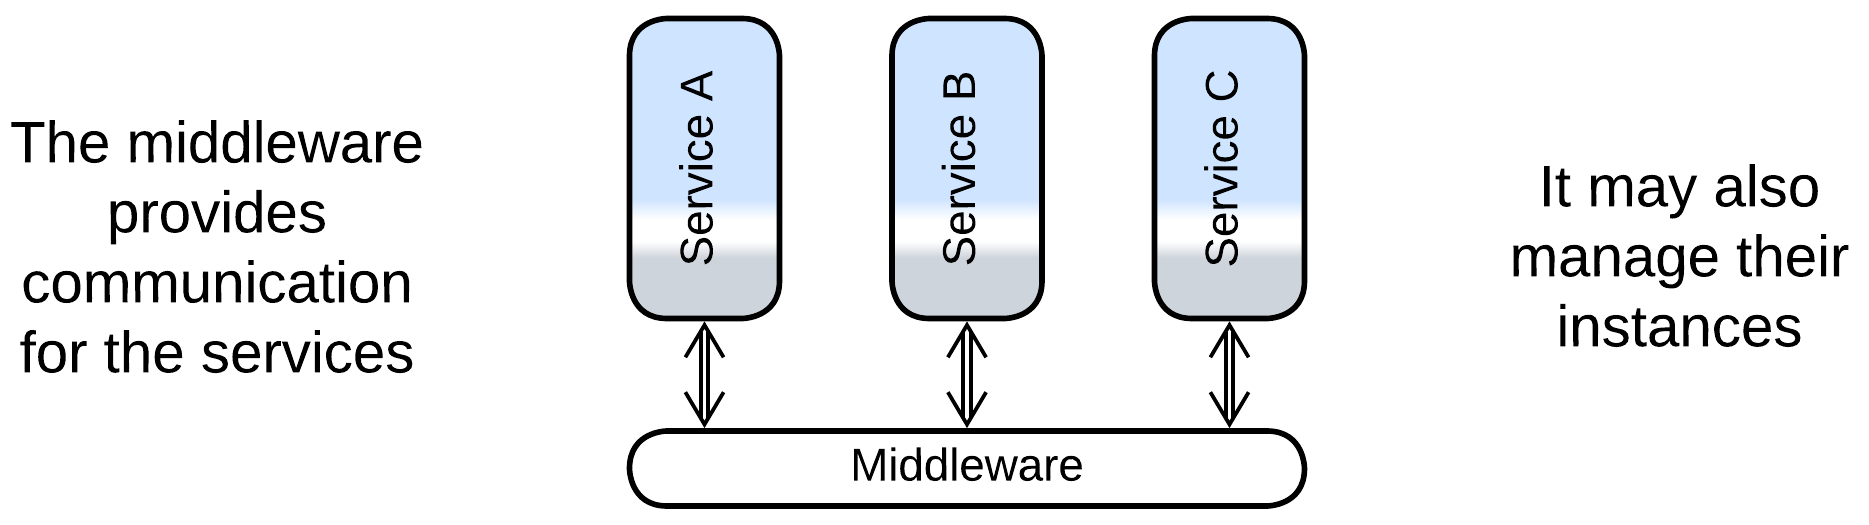 The middleware
provides
communication
for the services
Service A
Service B
Service C
Middleware
It may also
manage their
instances